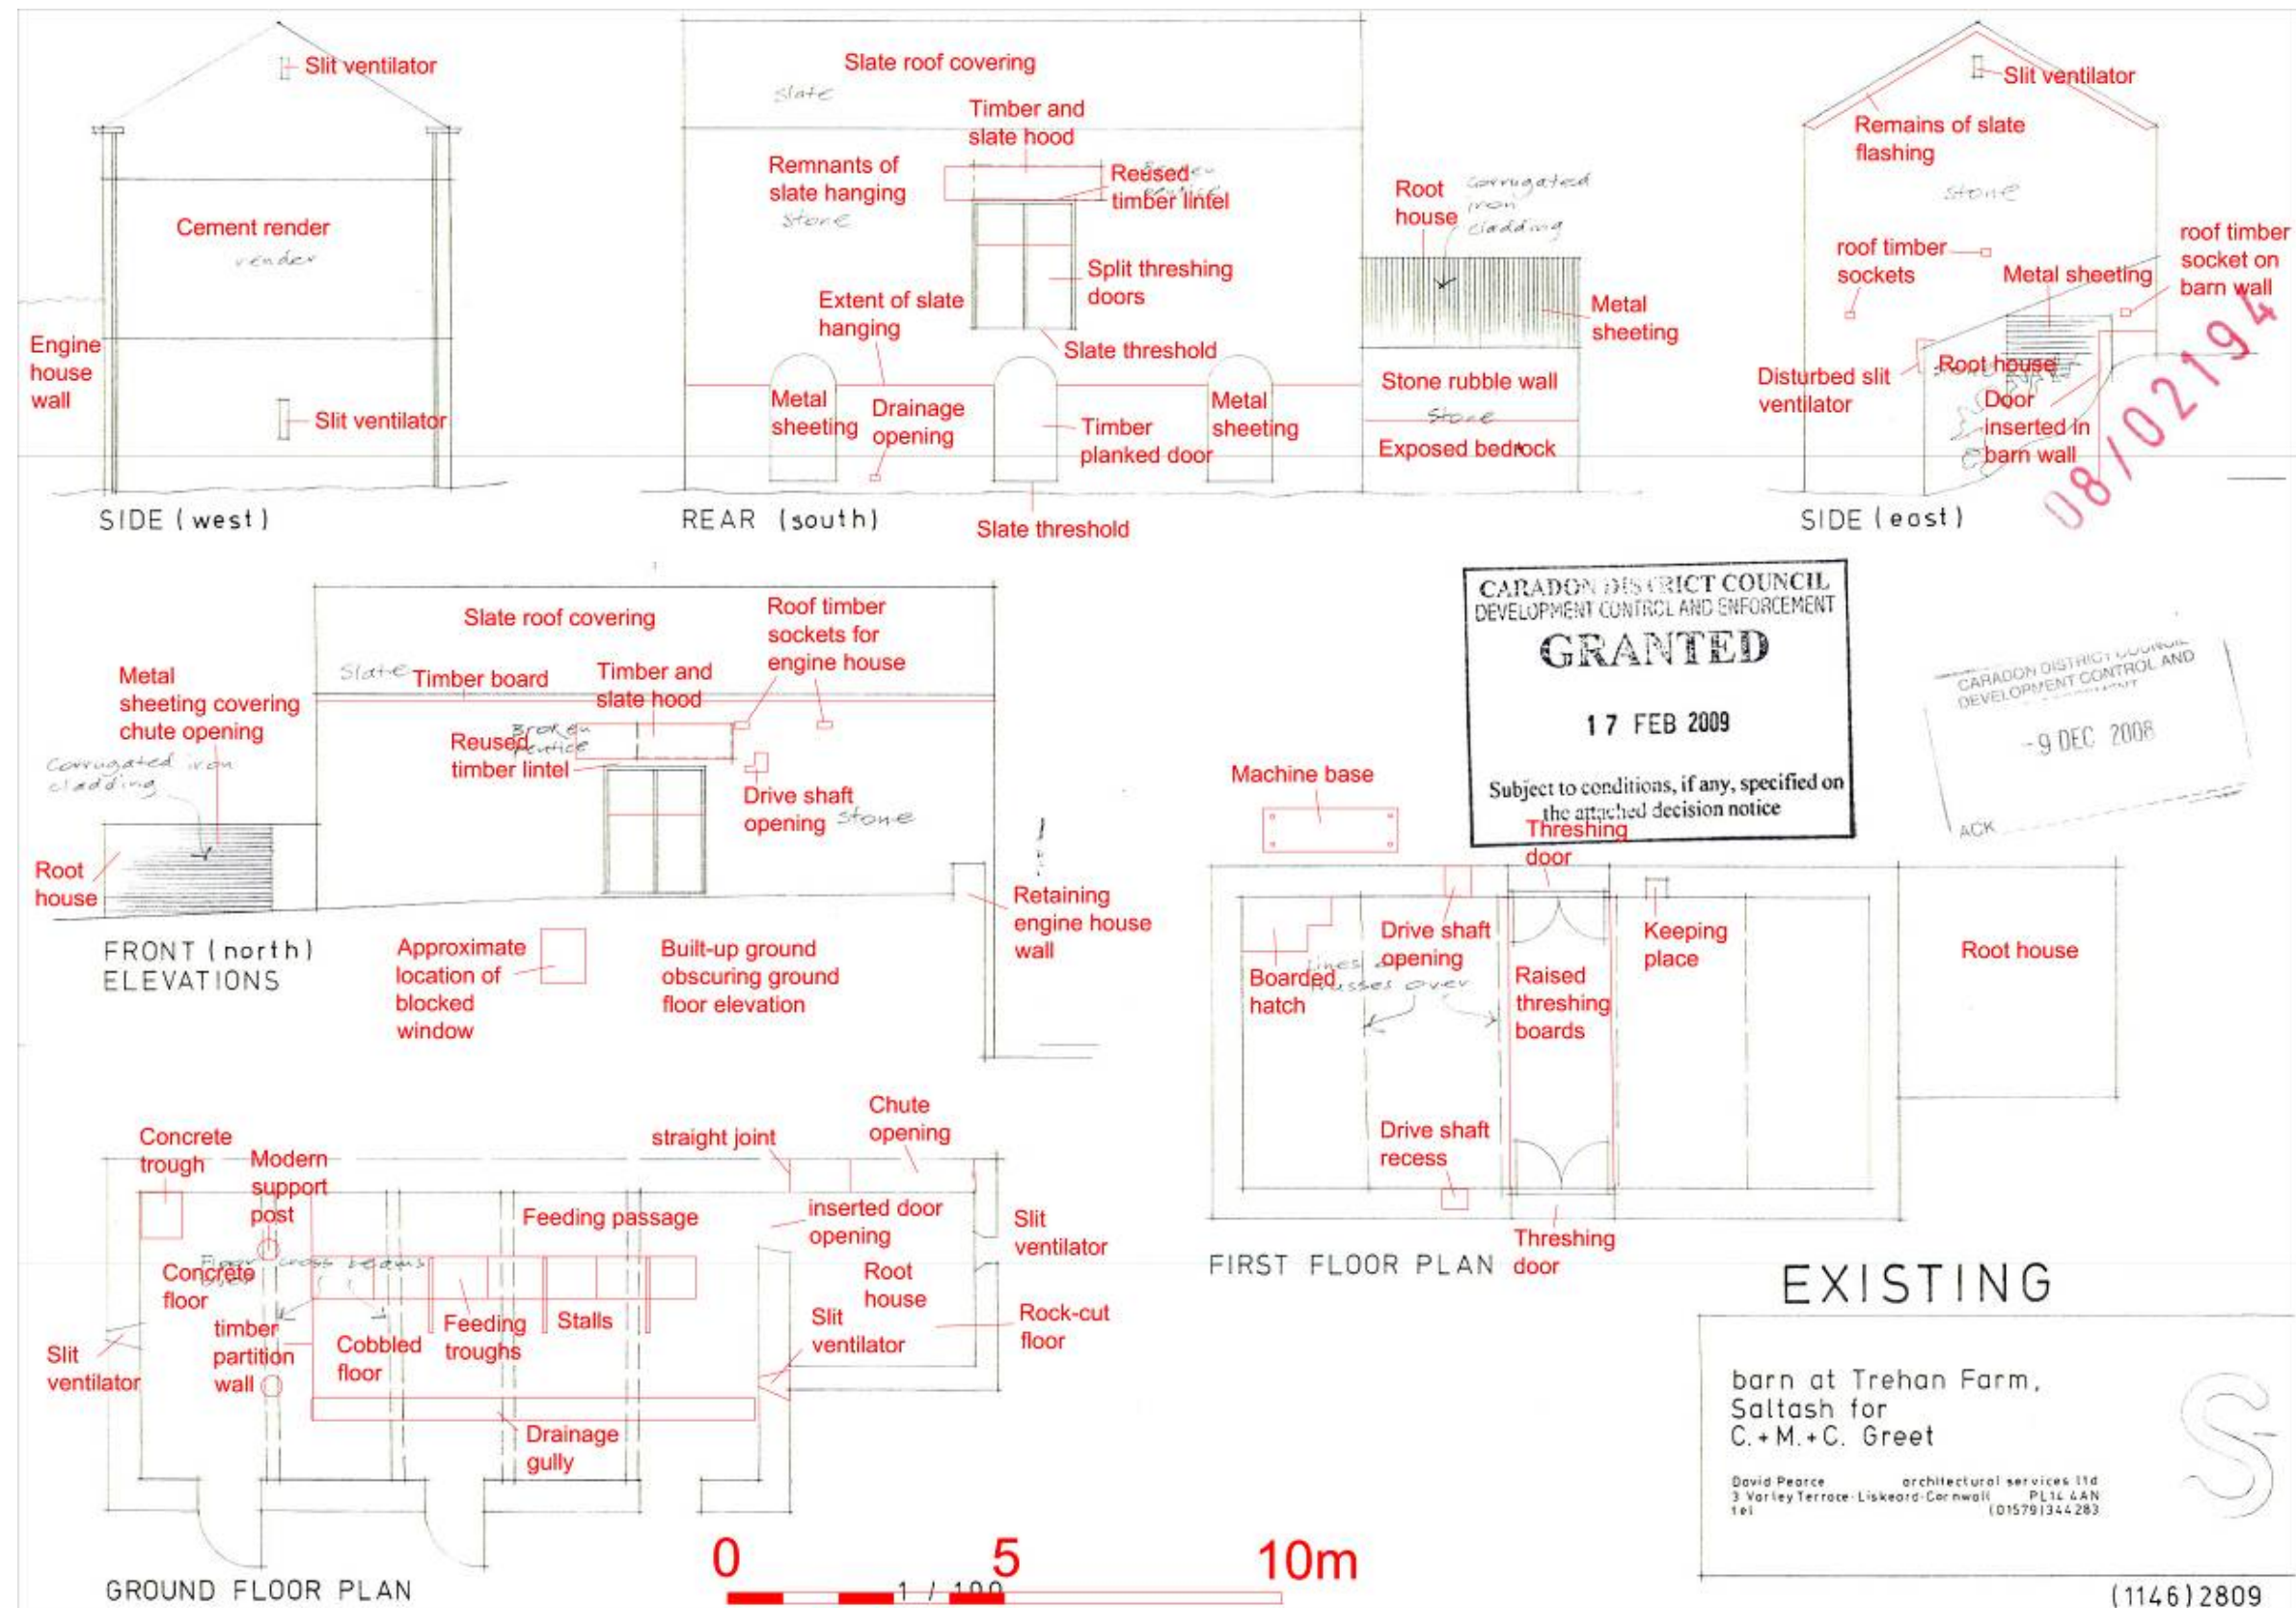 Slit ventilator
Cement render
render
Engine
house
wall
Slit ventilator
SIDE (west)
Slate roof covering
slate
Timber and
slate hood
Remnants of
slate hanging
stone
Reused
timber lintel
Split threshing
doors
Extent of slate
hanging
Slate threshold
Metal
sheeting
Drainage
opening
Timber
planked door
Metal
sheeting
Slate threshold
REAR (south)
Root
house
corrugated
iron
cladding
Metal
sheeting
Stone rubble wall
Stone
Exposed bedrock
Slit ventilator
Remains of slate
flashing
stone
roof timber
sockets
Metal sheeting
roof timber
socket on
barn wall
Disturbed slit
ventilator
Root house
Door
inserted in
barn wall
08/02194
SIDE (east)
Slate roof covering
Slate
Timber board
Timber and
slate hood
Roof timber
sockets for
engine house
Metal
sheeting covering
chute opening
Corrugated iron
cladding
Broken
pentice
Reused
timber lintel
Drive shaft
opening
stone
Root
house
Retaining
engine house
wall
FRONT (north)
ELEVATIONS
Approximate
location of
blocked
window
Built-up ground
obscuring ground
floor elevation
CARADON DISTRICT COUNCIL
DEVELOPMENT CONTROL AND ENFORCEMENT
GRANTED
17 FEB 2009
Subject to conditions, if any, specified on
the attached decision notice
CARADON DISTRICT COUNCIL
DEVELOPMENT CONTROL AND
-9 DEC 2008
ACK
Machine base
Threshing
door
Drive shaft
opening
Keeping
place
Boarded
hatch
Lines
trusses over
Raised
threshing
boards
Root house
Drive shaft
recess
Threshing
door
FIRST FLOOR PLAN
Concrete
trough
Modern
support
post
straight joint
Chute
opening
Feeding passage
inserted door
opening
Slit
ventilator
Floor cross beams
over
Concrete
floor
Root
house
Rock-cut
floor
Slit
ventilator
timber
partition
wall
Cobbled
floor
Feeding
troughs
Stalls
Slit
ventilator
Drainage
gully
GROUND FLOOR PLAN
0 5 10m
1 / 100
EXISTING
barn at Trehan Farm,
Saltash for
C.+M.+C. Greet
David Pearce architectural services ltd
3 Varley Terrace·Liskeard·Cornwall PL14 4AN
tel (01579)344283
S
(1146)2809